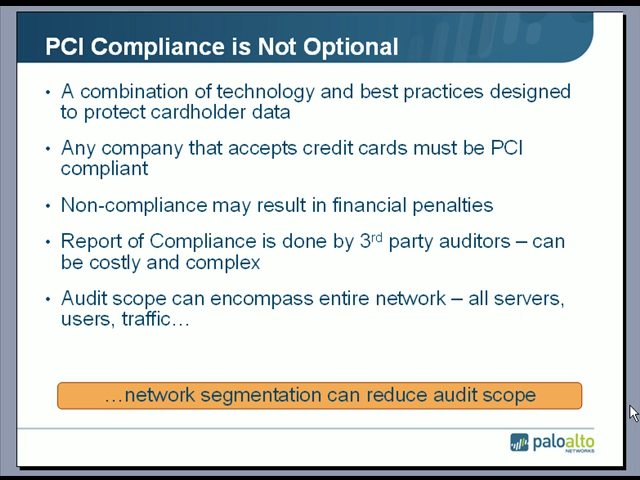 PCI Compliance is Not Optional
• A combination of technology and best practices designed
to protect cardholder data
• Any company that accepts credit cards must be PCI
compliant
• Non-compliance may result in financial penalties
• Report of Compliance is done by 3rd party auditors – can
be costly and complex
• Audit scope can encompass entire network – all servers,
users, traffic…
…network segmentation can reduce audit scope
paloalto
NETWORKS